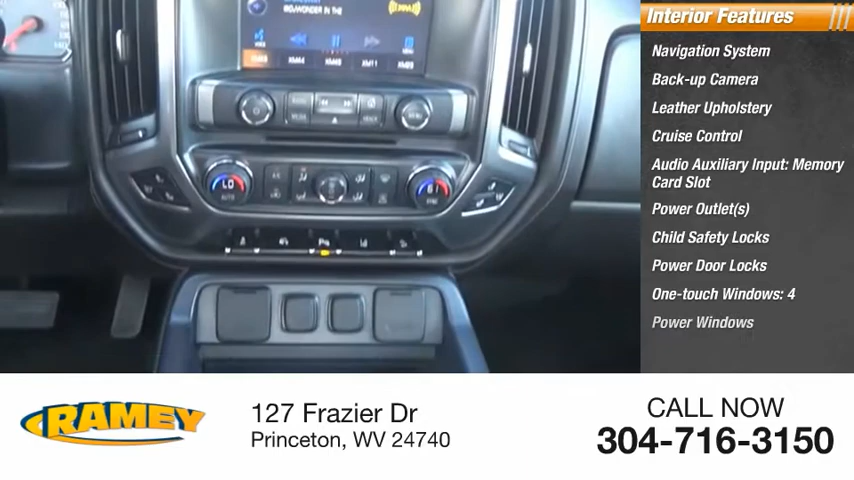 Interior Features
Navigation System
Back-up Camera
Leather Upholstery
Cruise Control
Audio Auxiliary Input: Memory
Card Slot
Power Outlet(s)
Child Safety Locks
Power Door Locks
One-touch Windows: 4
Power Windows
LO
AUTO
RAMEY
127 Frazier Dr
Princeton, WV 24740
CALL NOW
304-716-3150